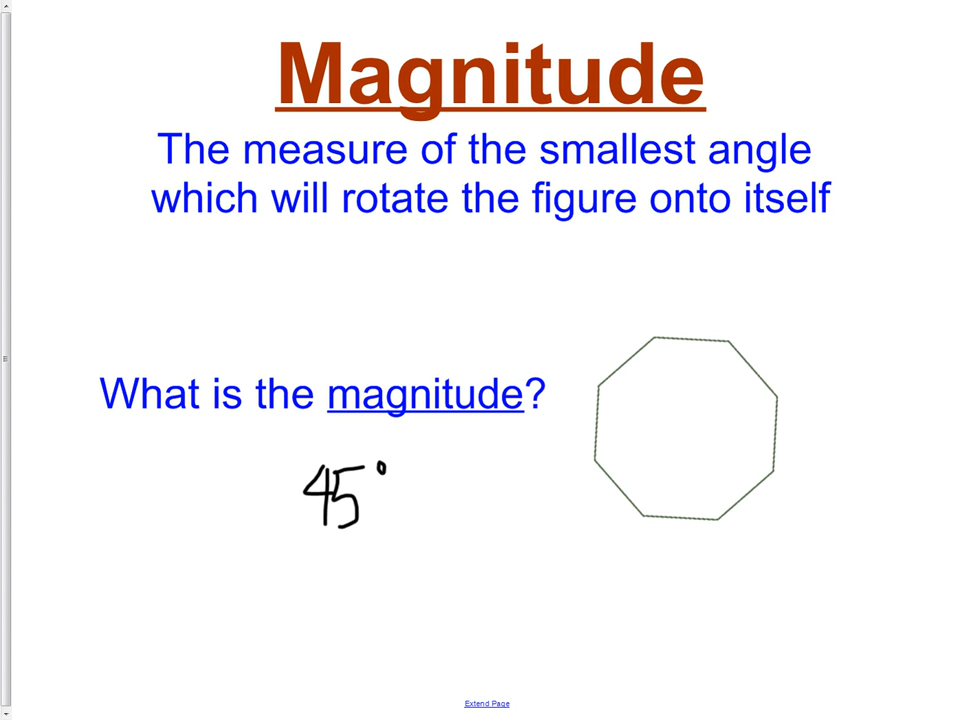 Magnitude
The measure of the smallest angle
which will rotate the figure onto itself
What is the magnitude?
45°
Extend Page